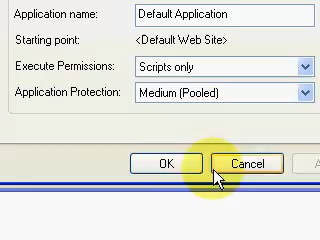 Application name: Default Application
Starting point: <Default Web Site>
Execute Permissions: Scripts only
Application Protection: Medium (Pooled)
OK Cancel